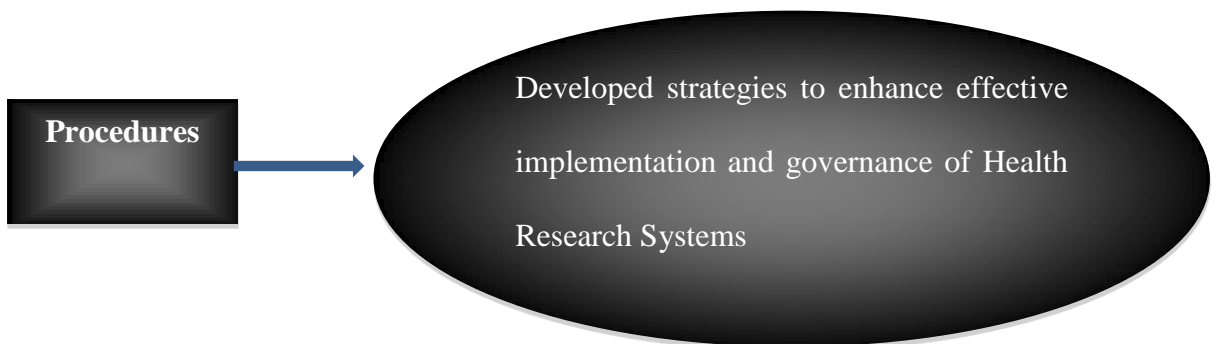 Procedures
Developed strategies to enhance effective
implementation and governance of Health
Research Systems